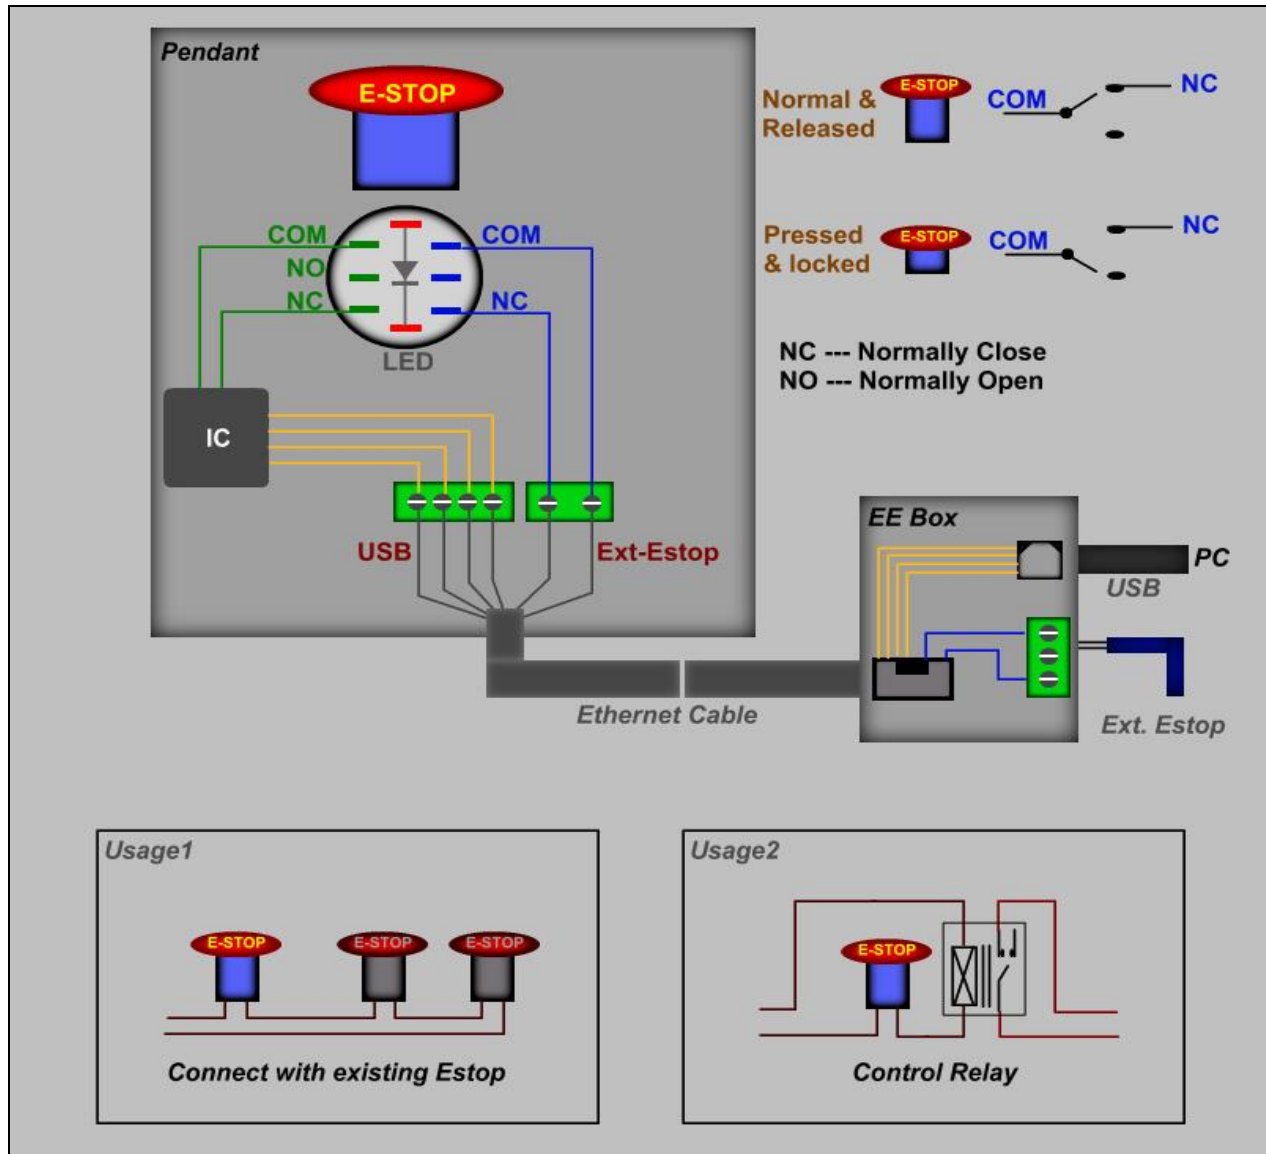 Pendant
E-STOP
COM
NO
NC
COM
NC
LED
IC
USB
Ext-Estop
Normal &
Released
E-STOP
COM
NC
Pressed
& locked
E-STOP
COM
NC
NC --- Normally Close
NO --- Normally Open
EE Box
PC
USB
Ext. Estop
Ethernet Cable
Usage1
E-STOP
E-STOP
E-STOP
Connect with existing Estop
Usage2
E-STOP
Control Relay